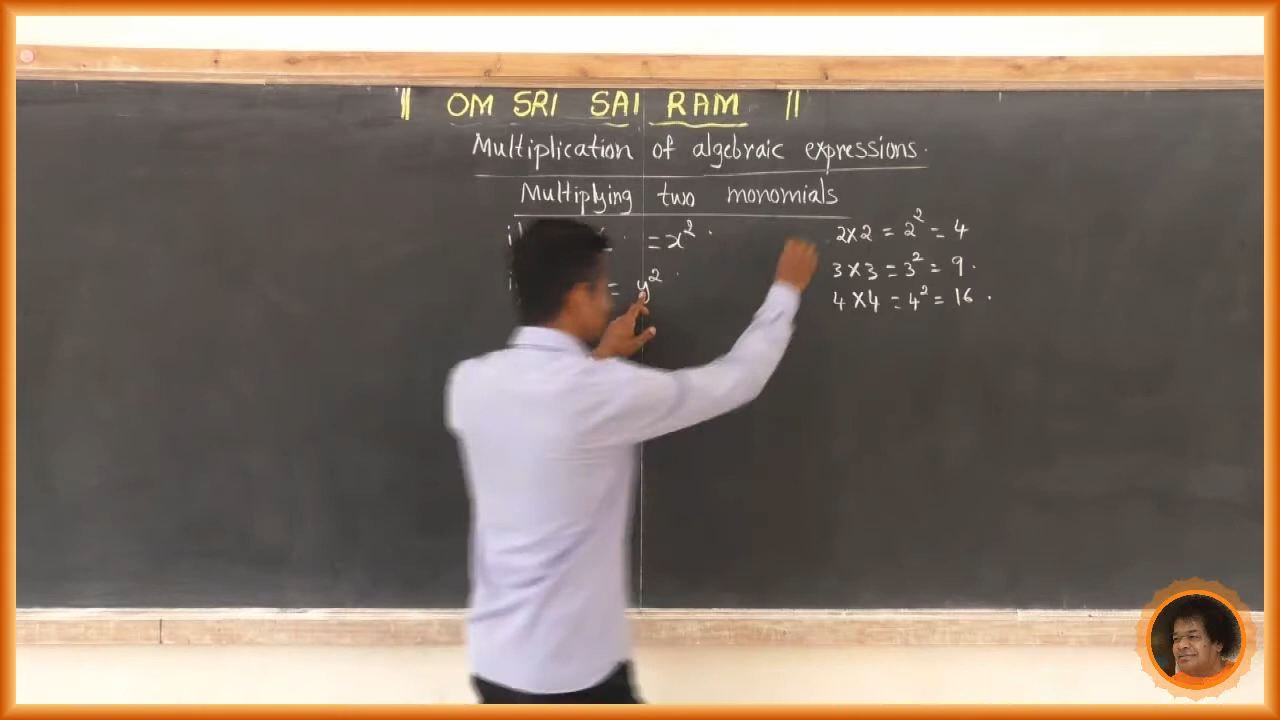 || OM SRI SAI RAM ||
Multiplication of algebraic expressions.
Multiplying two monomials
= x²
= y²
2×2 = 2² = 4
3×3 = 3² = 9.
4×4 = 4² = 16.